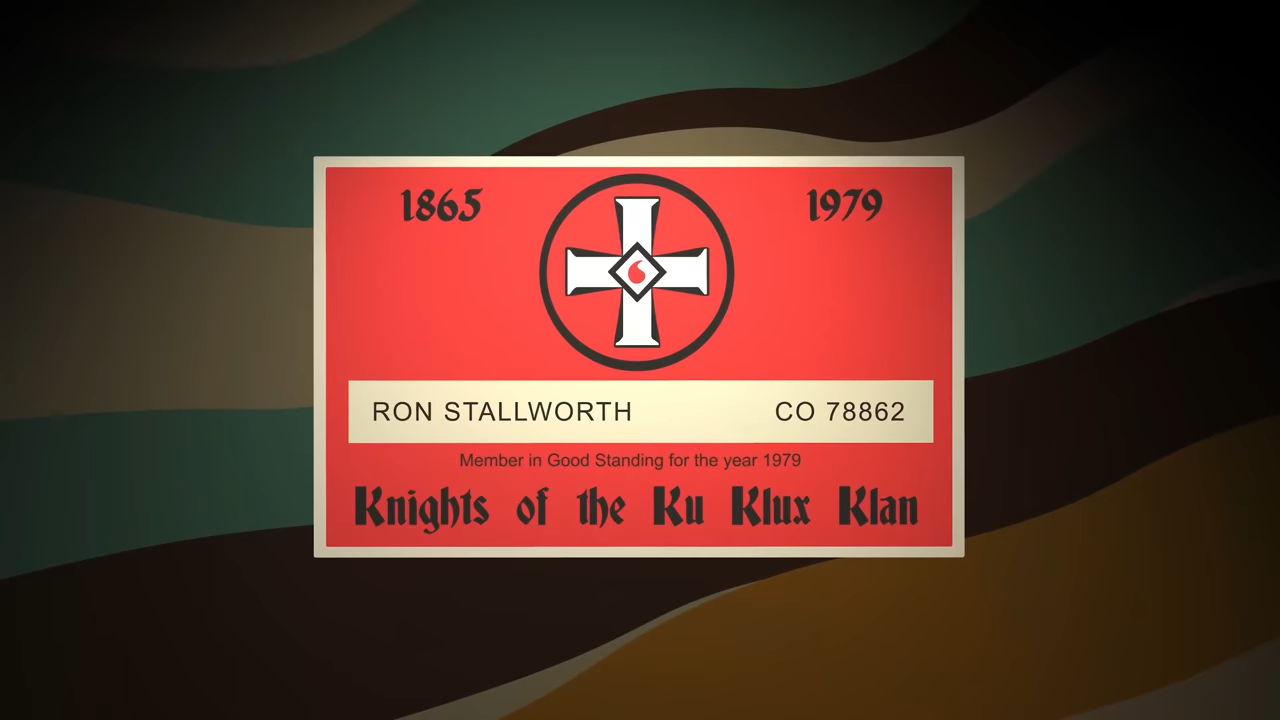 1865 1979
RON STALLWORTH CO 78862
Member in Good Standing for the year 1979
Knights of the Ku Klux Klan